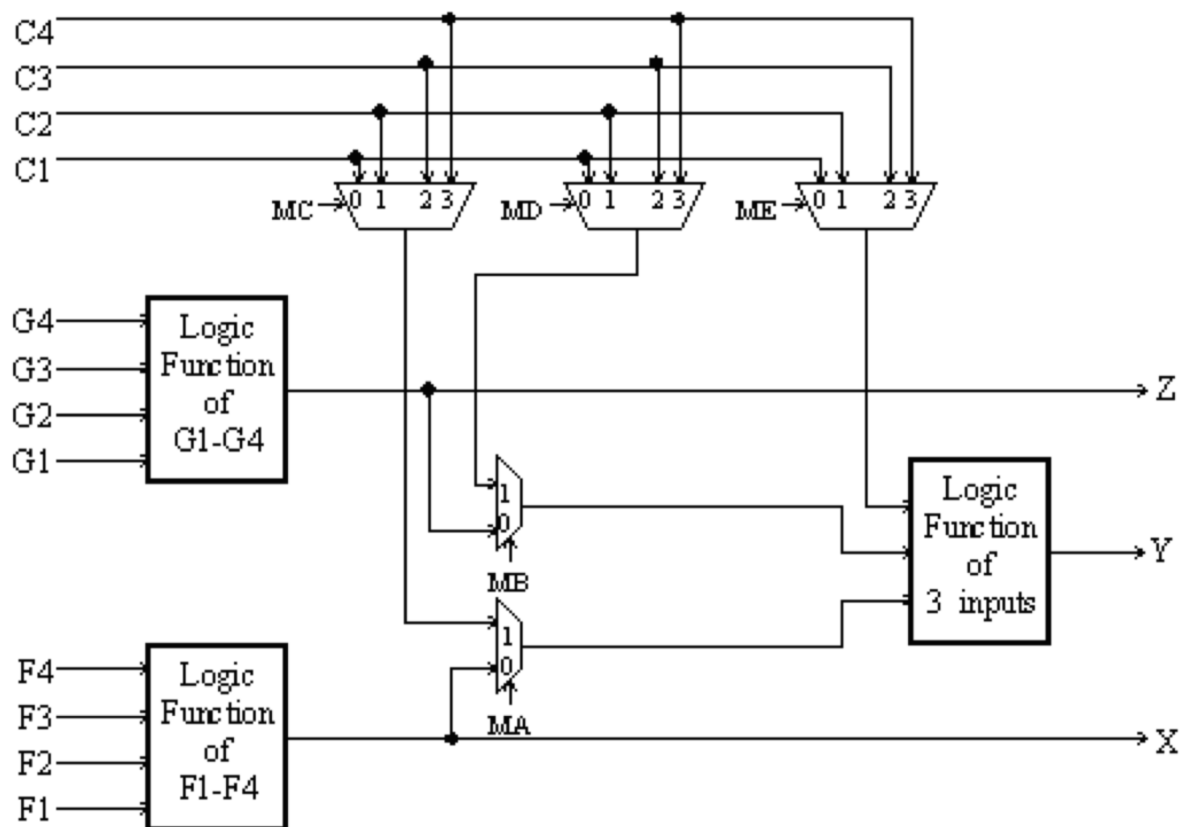 C4
C3
C2
C1
MC 0 1 2 3
MD 0 1 2 3
ME 0 1 2 3
G4
G3
G2
G1
Logic
Function
of
G1-G4
Z
1
0
MB
Logic
Function
of
3 inputs
Y
1
0
MA
F4
F3
F2
F1
Logic
Function
of
F1-F4
X